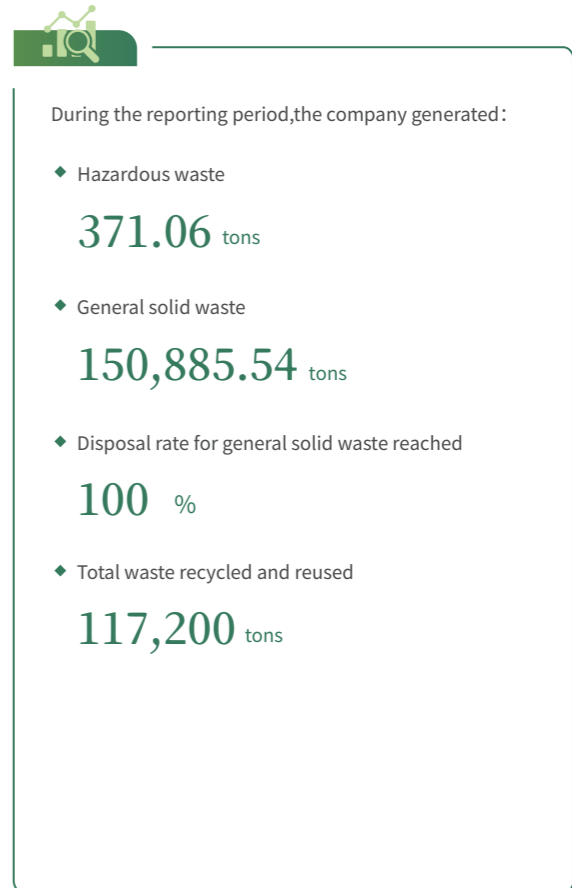 During the reporting period,the company generated：
Hazardous waste
371.06 tons
General solid waste
150,885.54 tons
Disposal rate for general solid waste reached
100 %
Total waste recycled and reused
117,200 tons